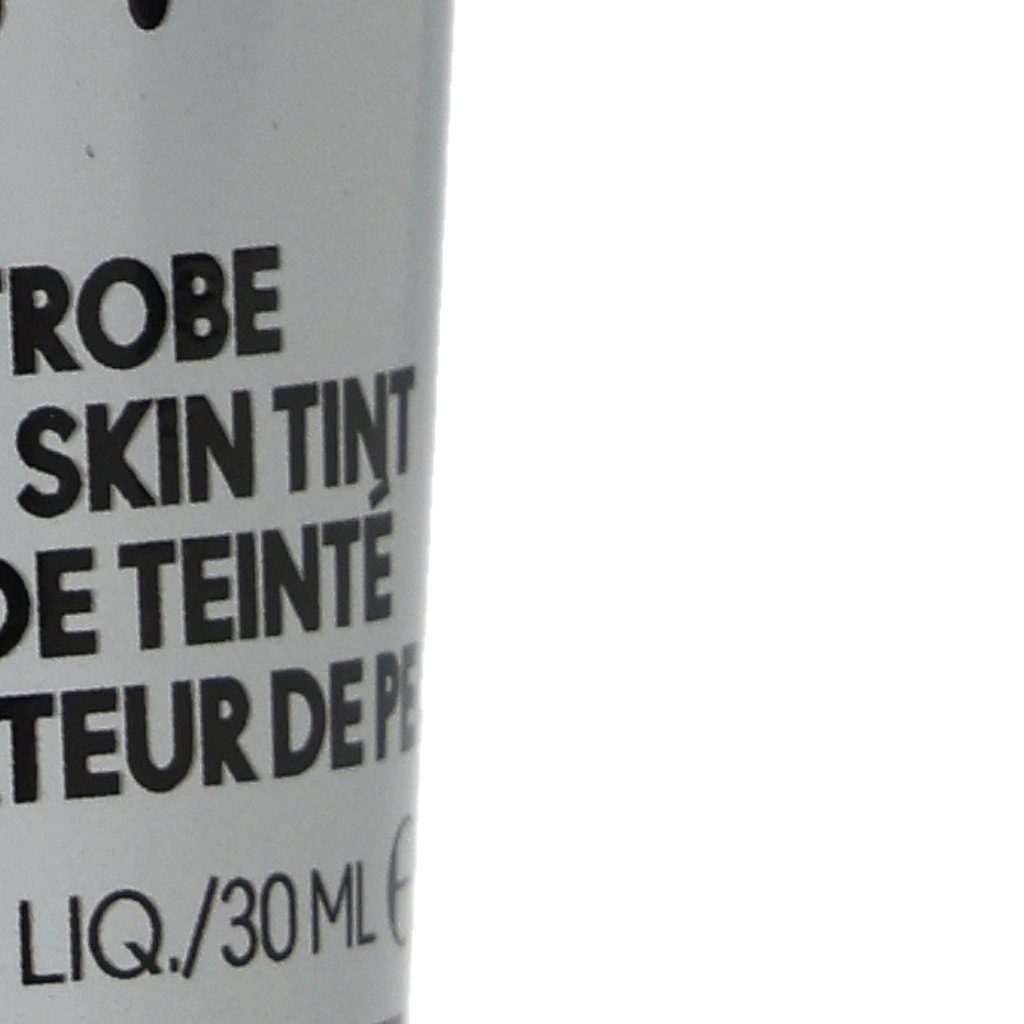 TROBE
SKIN TINT
DE TEINTÉ
TEUR DE PE
LIQ./30 ML ℮